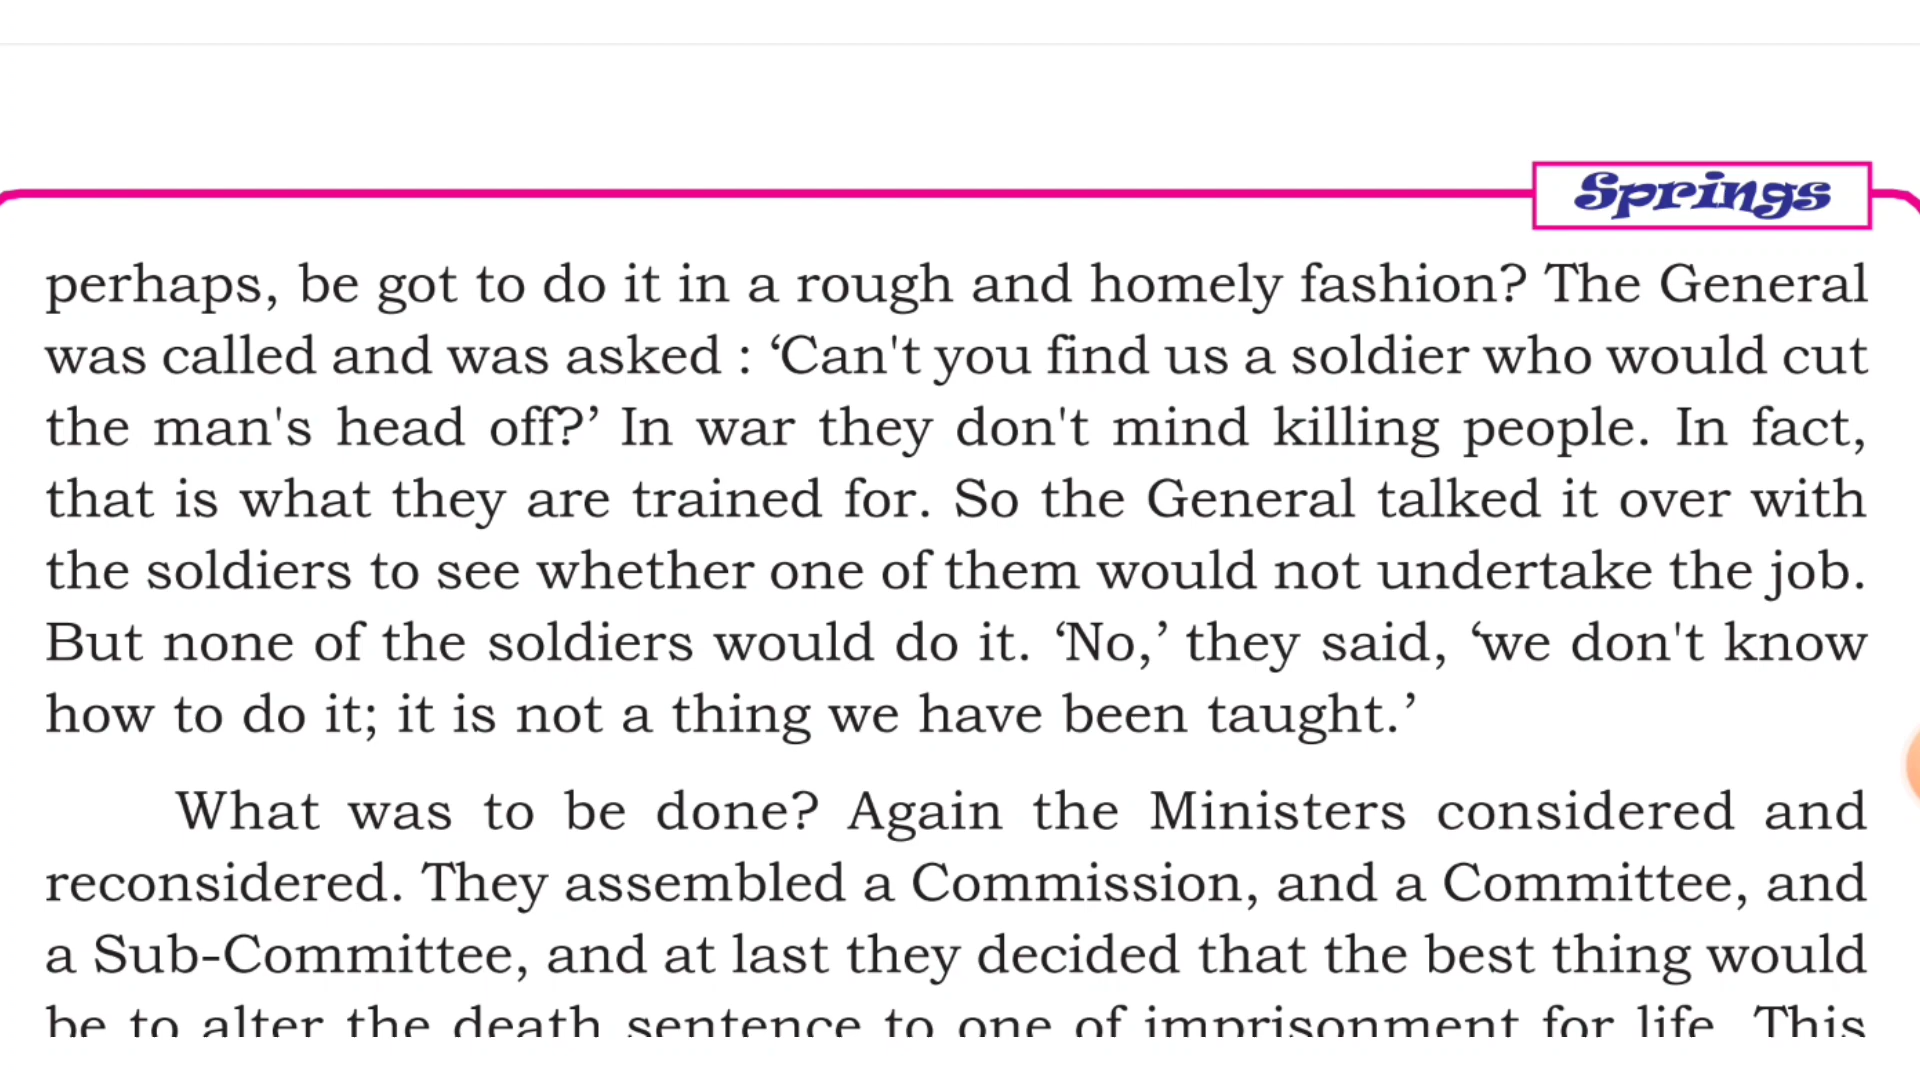 Springs
perhaps, be got to do it in a rough and homely fashion? The General
was called and was asked : ‘Can't you find us a soldier who would cut
the man's head off?’ In war they don't mind killing people. In fact,
that is what they are trained for. So the General talked it over with
the soldiers to see whether one of them would not undertake the job.
But none of the soldiers would do it. ‘No,’ they said, ‘we don't know
how to do it; it is not a thing we have been taught.’
What was to be done? Again the Ministers considered and
reconsidered. They assembled a Commission, and a Committee, and
a Sub-Committee, and at last they decided that the best thing would
be to alter the death sentence to one of imprisonment for life. This